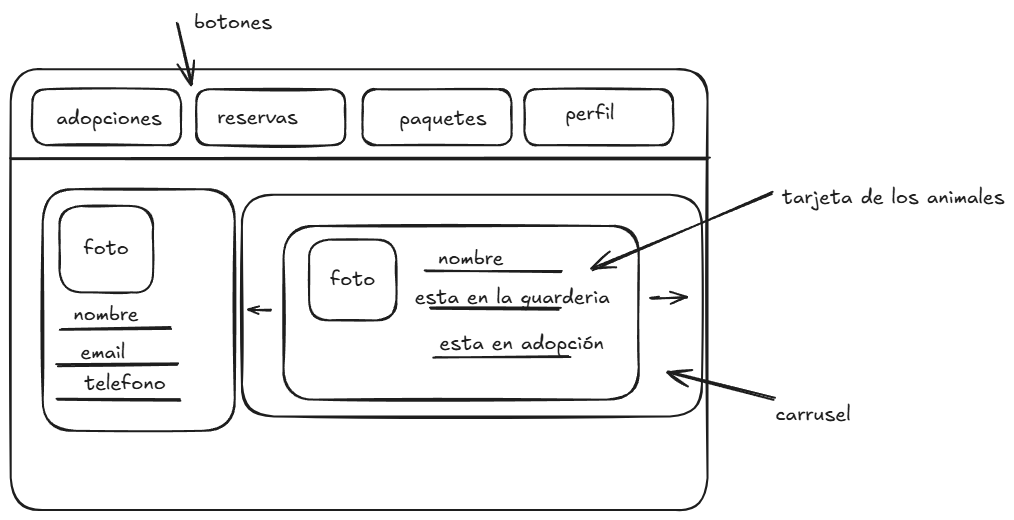 botones
adopciones
reservas
paquetes
perfil
foto
nombre
email
telefono
foto
nombre
esta en la guarderia
esta en adopción
tarjeta de los animales
carrusel